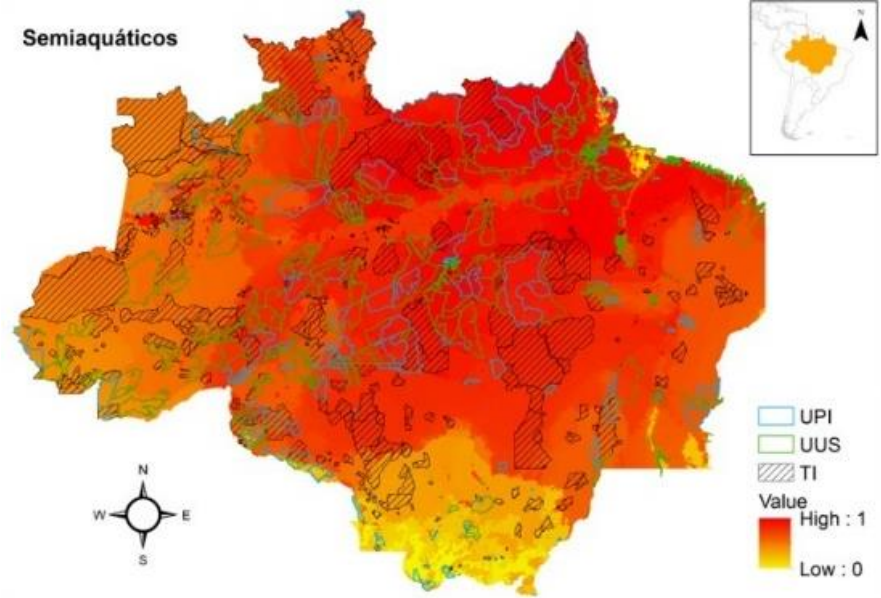 Semiaquáticos
N
N
W E
S
UPI
UUS
TI
Value
High : 1
Low : 0